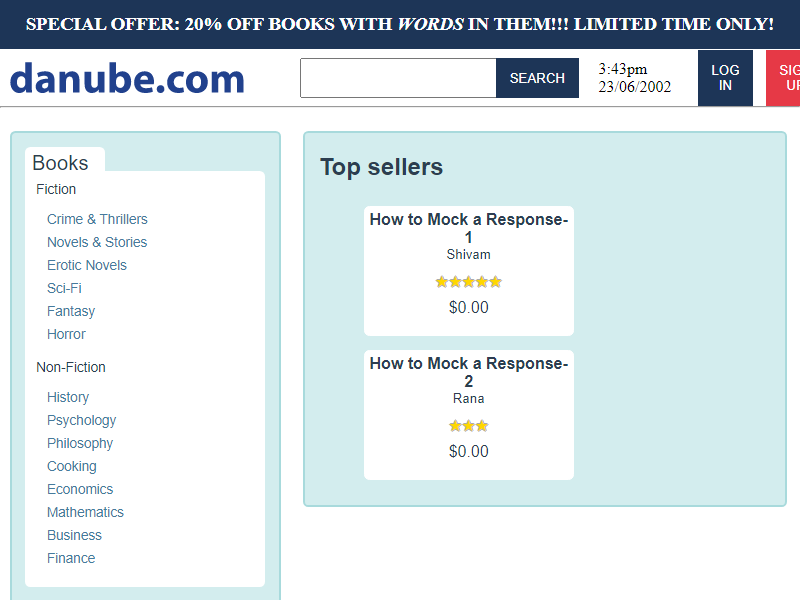 SPECIAL OFFER: 20% OFF BOOKS WITH WORDS IN THEM!!! LIMITED TIME ONLY!
danube.com
SEARCH
3:43pm
23/06/2002
LOG
IN
Books
Fiction
Crime & Thrillers
Novels & Stories
Erotic Novels
Sci-Fi
Fantasy
Horror
Non-Fiction
History
Psychology
Philosophy
Cooking
Economics
Mathematics
Business
Finance
Top sellers
How to Mock a Response-
1
Shivam
$0.00
How to Mock a Response-
2
Rana
$0.00